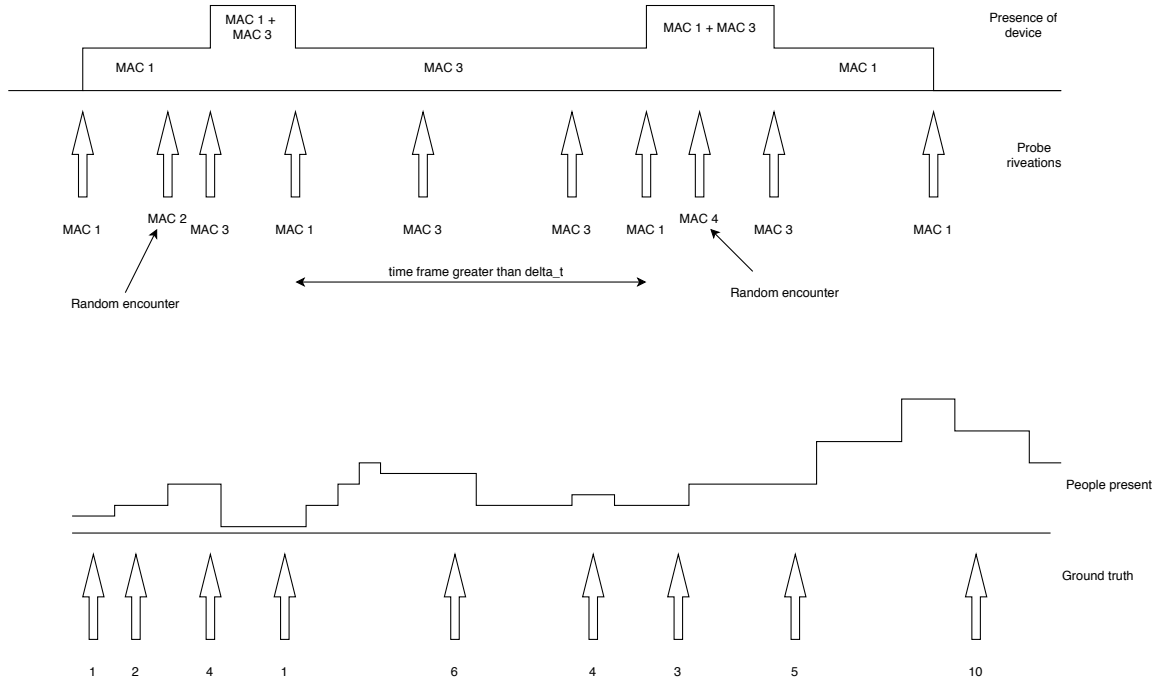 MAC 1 +
MAC 3
MAC 1 + MAC 3
Presence of
device
MAC 1
MAC 3
MAC 1
Probe
riveations
MAC 1
MAC 2
MAC 3
MAC 1
MAC 3
MAC 3
MAC 1
MAC 4
MAC 3
MAC 1
time frame greater than delta_t
Random encounter
Random encounter
People present
Ground truth
1
2
4
1
6
4
3
5
10